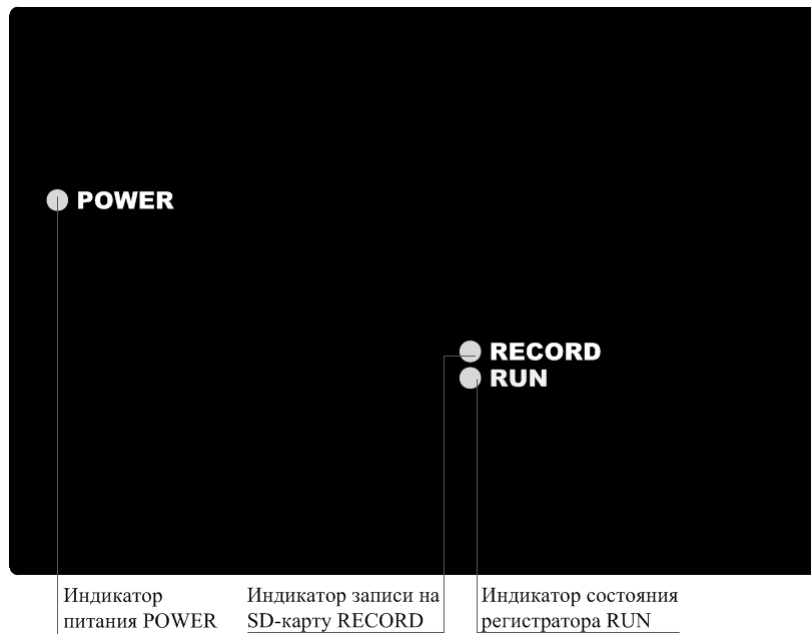 POWER
RECORD
RUN
Индикатор
питания POWER
Индикатор записи на
SD-карту RECORD
Индикатор состояния
регистратора RUN